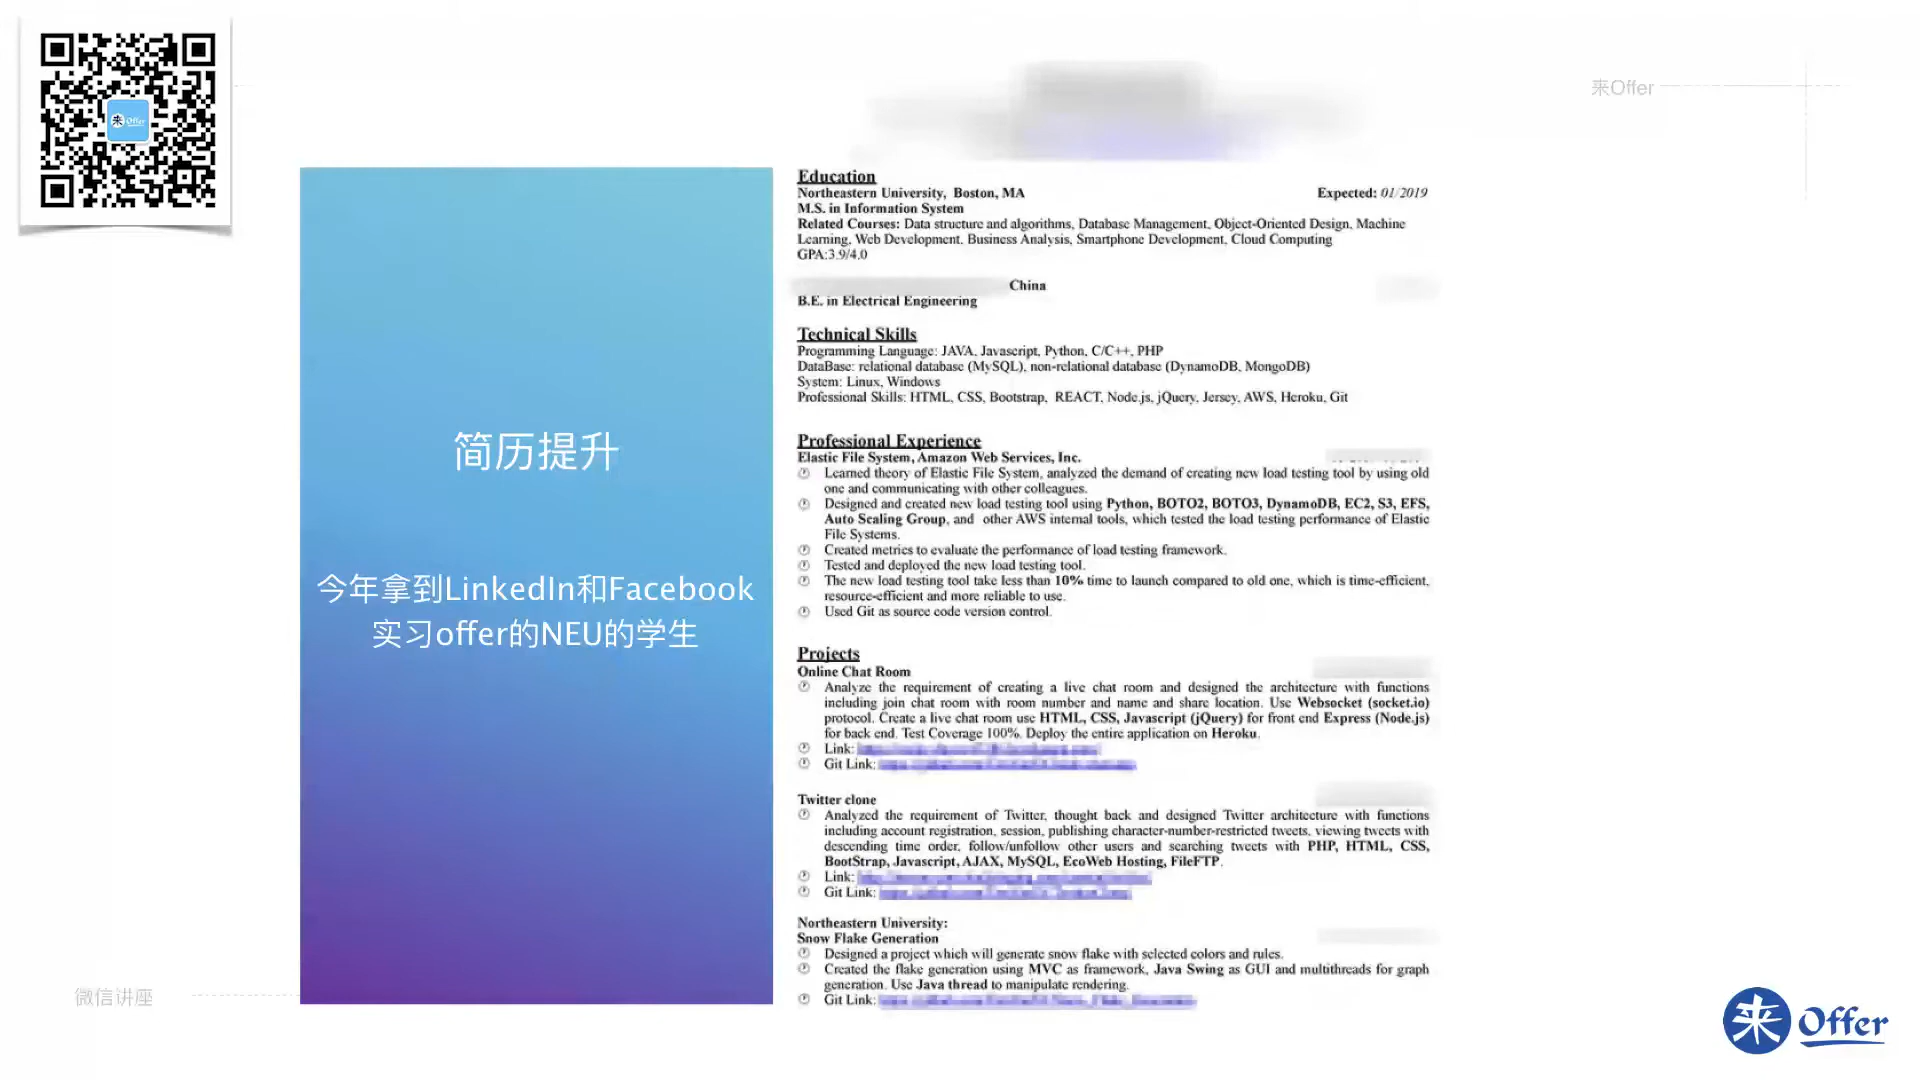 来Offer
来Offer
简历提升
今年拿到LinkedIn和Facebook
实习offer的NEU的学生
Education
Northeastern University, Boston, MA Expected: 01/2019
M.S. in Information System
Related Courses: Data structure and algorithms, Database Management, Object-Oriented Design, Machine
Learning, Web Development, Business Analysis, Smartphone Development, Cloud Computing
GPA:3.9/4.0
China
B.E. in Electrical Engineering
Technical Skills
Programming Language: JAVA, Javascript, Python, C/C++, PHP
DataBase: relational database (MySQL), non-relational database (DynamoDB, MongoDB)
System: Linux, Windows
Professional Skills: HTML, CSS, Bootstrap, REACT, Node.js, jQuery, Jersey, AWS, Heroku, Git
Professional Experience
Elastic File System, Amazon Web Services, Inc.
Learned theory of Elastic File System, analyzed the demand of creating new load testing tool by using old
one and communicating with other colleagues.
Designed and created new load testing tool using Python, BOTO2, BOTO3, DynamoDB, EC2, S3, EFS,
Auto Scaling Group, and other AWS internal tools, which tested the load testing performance of Elastic
File Systems.
Created metrics to evaluate the performance of load testing framework.
Tested and deployed the new load testing tool.
The new load testing tool take less than 10% time to launch compared to old one, which is time-efficient,
resource-efficient and more reliable to use.
Used Git as source code version control.
Projects
Online Chat Room
Analyze the requirement of creating a live chat room and designed the architecture with functions
including join chat room with room number and name and share location. Use Websocket (socket.io)
protocol. Create a live chat room use HTML, CSS, Javascript (jQuery) for front end Express (Node.js)
for back end. Test Coverage 100%. Deploy the entire application on Heroku.
Link:
Git Link:
Twitter clone
Analyzed the requirement of Twitter, thought back and designed Twitter architecture with functions
including account registration, session, publishing character-number-restricted tweets, viewing tweets with
descending time order, follow/unfollow other users and searching tweets with PHP, HTML, CSS,
BootStrap, Javascript, AJAX, MySQL, EcoWeb Hosting, FileFTP.
Link:
Git Link:
Northeastern University:
Snow Flake Generation
Designed a project which will generate snow flake with selected colors and rules.
Created the flake generation using MVC as framework, Java Swing as GUI and multithreads for graph
generation. Use Java thread to manipulate rendering.
Git Link:
微信讲座
来Offer